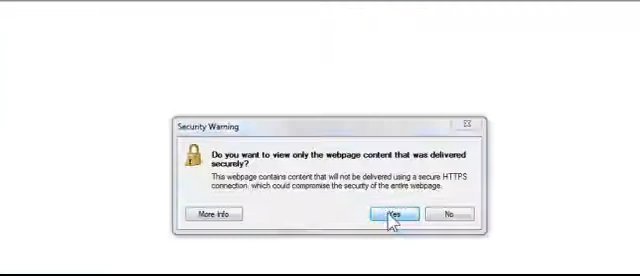 Security Warning
Do you want to view only the webpage content that was delivered
securely?
This webpage contains content that will not be delivered using a secure HTTPS
connection, which could compromise the security of the entire webpage.
More Info Yes No